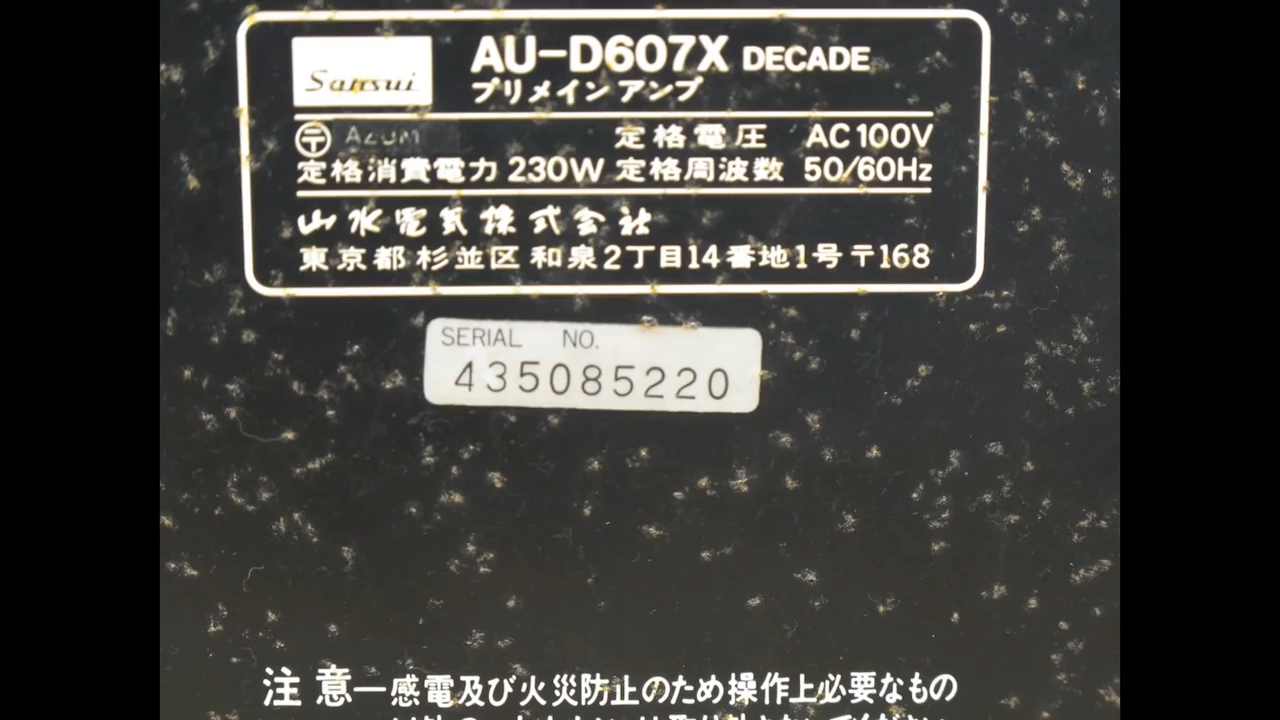 Sansui
AU-D607X DECADE
プリメインアンプ
〒 定格電圧 AC100V
定格消費電力 230W 定格周波数 50/60Hz
山水電気株式会社
東京都杉並区和泉2丁目14番地1号〒168
SERIAL NO.
435085220
注意―感電及び火災防止のため操作上必要なもの